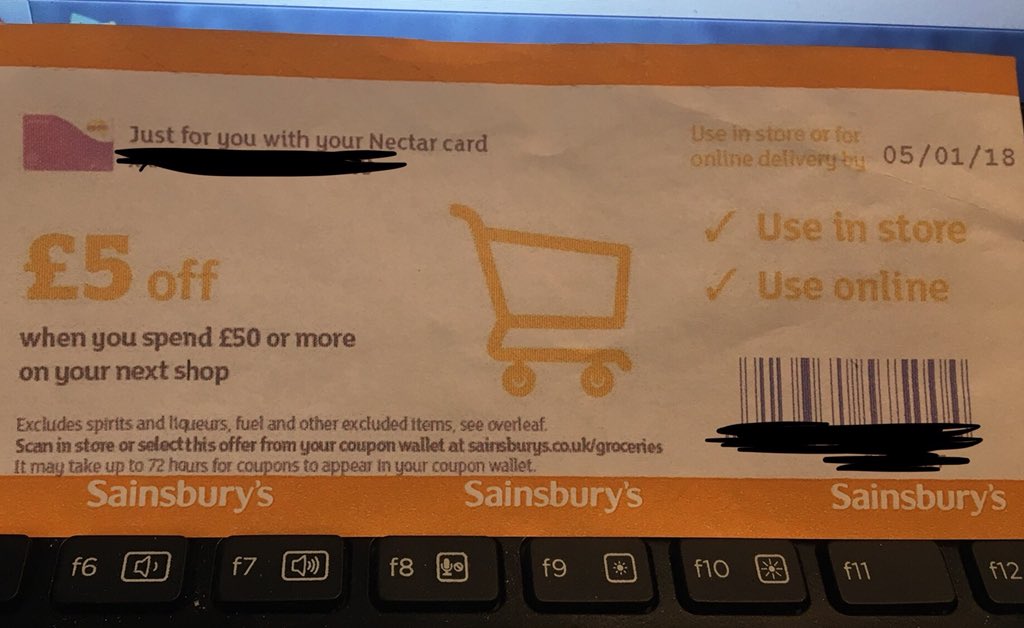 Just for you with your Nectar card
Use in store or for
online delivery by 05/01/18
£5 off
when you spend £50 or more
on your next shop
✓ Use in store
✓ Use online
Excludes spirits and liqueurs, fuel and other excluded items, see overleaf.
Scan in store or select this offer from your coupon wallet at sainsburys.co.uk/groceries
It may take up to 72 hours for coupons to appear in your coupon wallet.
Sainsbury's Sainsbury's Sainsbury's
f6 f7 f8 f9 f10 f11 f12